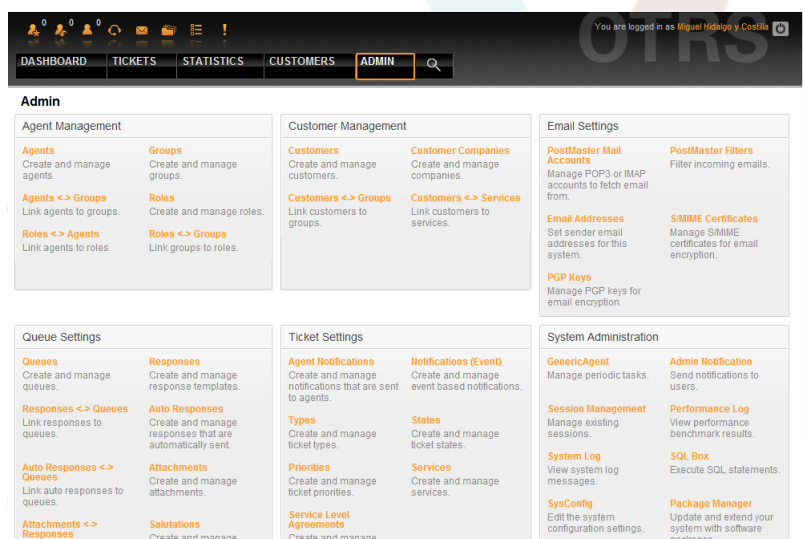 0 0 0
You are logged in as Miguel Hidalgo y Costilla
OTRS
DASHBOARD TICKETS STATISTICS CUSTOMERS ADMIN
Admin
Agent Management
Agents
Create and manage
agents.
Groups
Create and manage
groups.
Agents <-> Groups
Link agents to groups.
Roles
Create and manage roles.
Roles <-> Agents
Link agents to roles.
Roles <-> Groups
Link groups to roles.
Customer Management
Customers
Create and manage
customers.
Customer Companies
Create and manage
companies.
Customers <-> Groups
Link customers to
groups.
Customers <-> Services
Link customers to
services.
Email Settings
PostMaster Mail
Accounts
Manage POP3 or IMAP
accounts to fetch email
from.
PostMaster Filters
Filter incoming emails.
Email Addresses
Set sender email
addresses for this
system.
S/MIME Certificates
Manage S/MIME
certificates for email
encryption.
PGP Keys
Manage PGP keys for
email encryption.
Queue Settings
Queues
Create and manage
queues.
Responses
Create and manage
response templates.
Responses <-> Queues
Link responses to
queues.
Auto Responses
Create and manage
responses that are
automatically sent.
Auto Responses <->
Queues
Link auto responses to
queues.
Attachments
Create and manage
attachments.
Attachments <->
Responses
Salutations
Create and manage
Ticket Settings
Agent Notifications
Create and manage
notifications that are sent
to agents.
Notifications (Event)
Create and manage
event based notifications.
Types
Create and manage
ticket types.
States
Create and manage
ticket states.
Priorities
Create and manage
ticket priorities.
Services
Create and manage
services.
Service Level
Agreements
Create and manage
System Administration
GenericAgent
Manage periodic tasks.
Admin Notification
Send notifications to
users.
Session Management
Manage existing
sessions.
Performance Log
View performance
benchmark results.
System Log
View system log
messages.
SQL Box
Execute SQL statements.
SysConfig
Edit the system
configuration settings.
Package Manager
Update and extend your
system with software
packages.